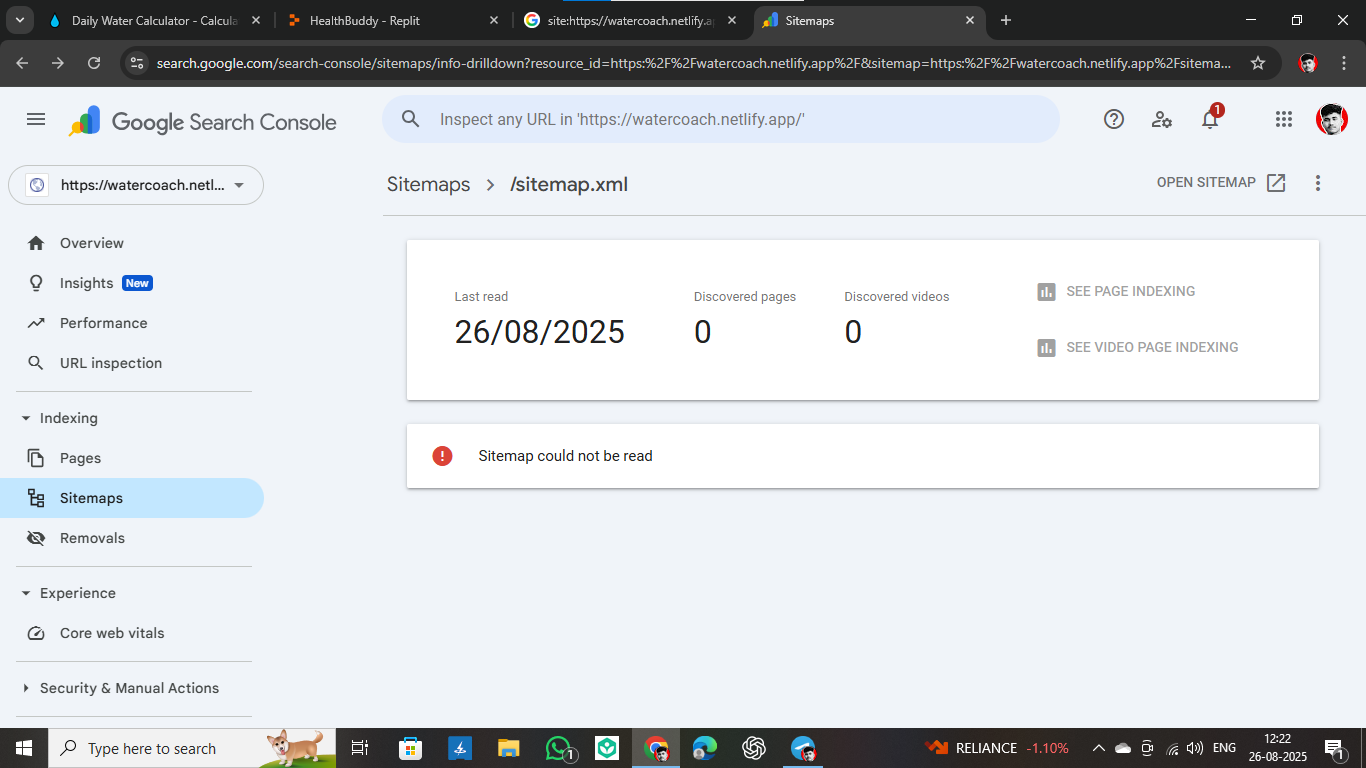 Daily Water Calculator - Calcula
HealthBuddy - Replit
site:https://watercoach.netlify.a
Sitemaps
search.google.com/search-console/sitemaps/info-drilldown?resource_id=https:%2F%2Fwatercoach.netlify.app%2F&sitemap=https:%2F%2Fwatercoach.netlify.app%2Fsitema...
Google Search Console
Inspect any URL in 'https://watercoach.netlify.app/'
1
https://watercoach.netl...
Sitemaps > /sitemap.xml
OPEN SITEMAP
Overview
Insights New
Performance
URL inspection
Indexing
Pages
Sitemaps
Removals
Experience
Core web vitals
Security & Manual Actions
Last read
26/08/2025
Discovered pages
0
Discovered videos
0
SEE PAGE INDEXING
SEE VIDEO PAGE INDEXING
Sitemap could not be read
Type here to search
1
RELIANCE -1.10%
ENG
12:22
26-08-2025
1